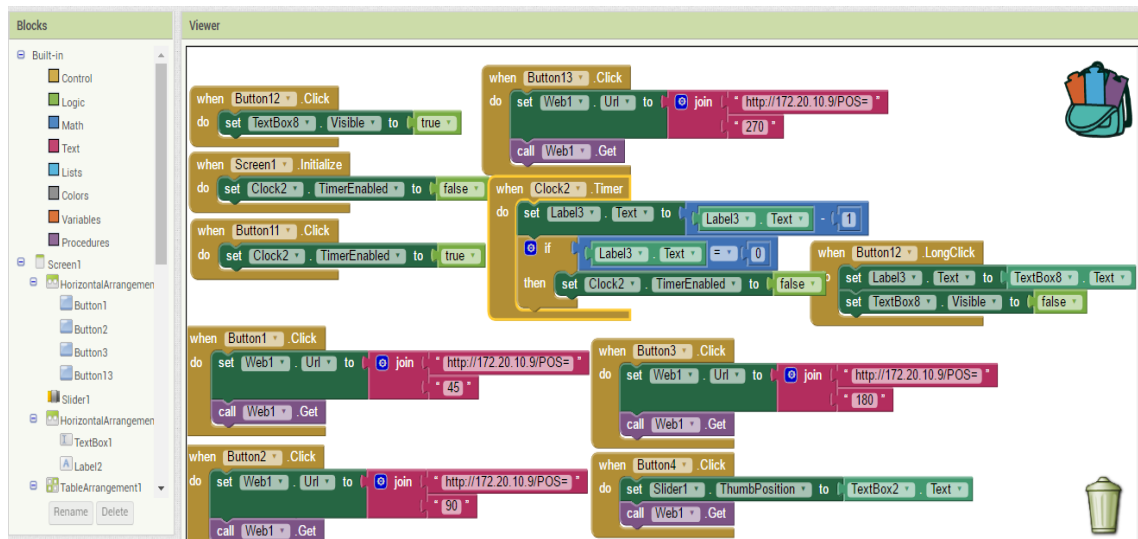 Blocks
Viewer
Built-in
Control
Logic
Math
Text
Lists
Colors
Variables
Procedures
Screen1
HorizontalArrangemen
Button1
Button2
Button3
Button13
Slider1
HorizontalArrangemen
TextBox1
Label2
TableArrangement1
Rename Delete
when Button12 .Click
do set TextBox8 . Visible to true
when Screen1 .Initialize
do set Clock2 . TimerEnabled to false
when Button11 .Click
do set Clock2 . TimerEnabled to true
when Button13 .Click
do set Web1 . Url to join " http://172.20.10.9/POS= "
" 270 "
call Web1 .Get
when Clock2 .Timer
do set Label3 . Text to Label3 . Text - 1
if Label3 . Text = 0
then set Clock2 . TimerEnabled to false
when Button12 .LongClick
set Label3 . Text to TextBox8 . Text
set TextBox8 . Visible to false
when Button1 .Click
do set Web1 . Url to join " http://172.20.10.9/POS= "
" 45 "
call Web1 .Get
when Button3 .Click
do set Web1 . Url to join " http://172.20.10.9/POS= "
" 180 "
call Web1 .Get
when Button2 .Click
do set Web1 . Url to join " http://172.20.10.9/POS= "
" 90 "
call Web1 .Get
when Button4 .Click
do set Slider1 . ThumbPosition to TextBox2 . Text
call Web1 .Get